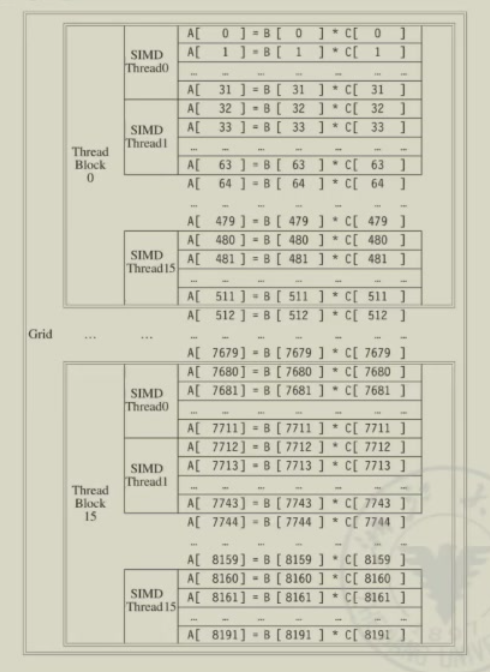 A[ 0 ] = B [ 0 ] * C[ 0 ]
SIMD Thread0 A[ 1 ] = B [ 1 ] * C[ 1 ]
... ... ... ... ... ... ...
A[ 31 ] = B [ 31 ] * C[ 31 ]
A[ 32 ] = B [ 32 ] * C[ 32 ]
SIMD Thread1 A[ 33 ] = B [ 33 ] * C[ 33 ]
Thread Block 0 ... ... ... ... ... ... ...
A[ 63 ] = B [ 63 ] * C[ 63 ]
A[ 64 ] = B [ 64 ] * C[ 64 ]
... ... ... ... ... ... ...
A[ 479 ] = B [ 479 ] * C[ 479 ]
A[ 480 ] = B [ 480 ] * C[ 480 ]
SIMD Thread15 A[ 481 ] = B [ 481 ] * C[ 481 ]
... ... ... ... ... ... ...
A[ 511 ] = B [ 511 ] * C[ 511 ]
A[ 512 ] = B [ 512 ] * C[ 512 ]
Grid ... ... ... ... ... ... ... ... ...
A[ 7679] = B [ 7679 ] * C[ 7679 ]
A[ 7680] = B [ 7680 ] * C[ 7680 ]
SIMD Thread0 A[ 7681] = B [ 7681 ] * C[ 7681 ]
... ... ... ... ... ... ...
A[ 7711] = B [ 7711 ] * C[ 7711 ]
A[ 7712] = B [ 7712 ] * C[ 7712 ]
SIMD Thread1 A[ 7713] = B [ 7713 ] * C[ 7713 ]
Thread Block 15 ... ... ... ... ... ... ...
A[ 7743] = B [ 7743 ] * C[ 7743 ]
A[ 7744] = B [ 7744 ] * C[ 7744 ]
... ... ... ... ... ... ...
A[ 8159] = B [ 8159 ] * C[ 8159 ]
A[ 8160] = B [ 8160 ] * C[ 8160 ]
SIMD Thread15 A[ 8161] = B [ 8161 ] * C[ 8161 ]
... ... ... ... ... ... ...
A[ 8191] = B [ 8191 ] * C[ 8191 ]